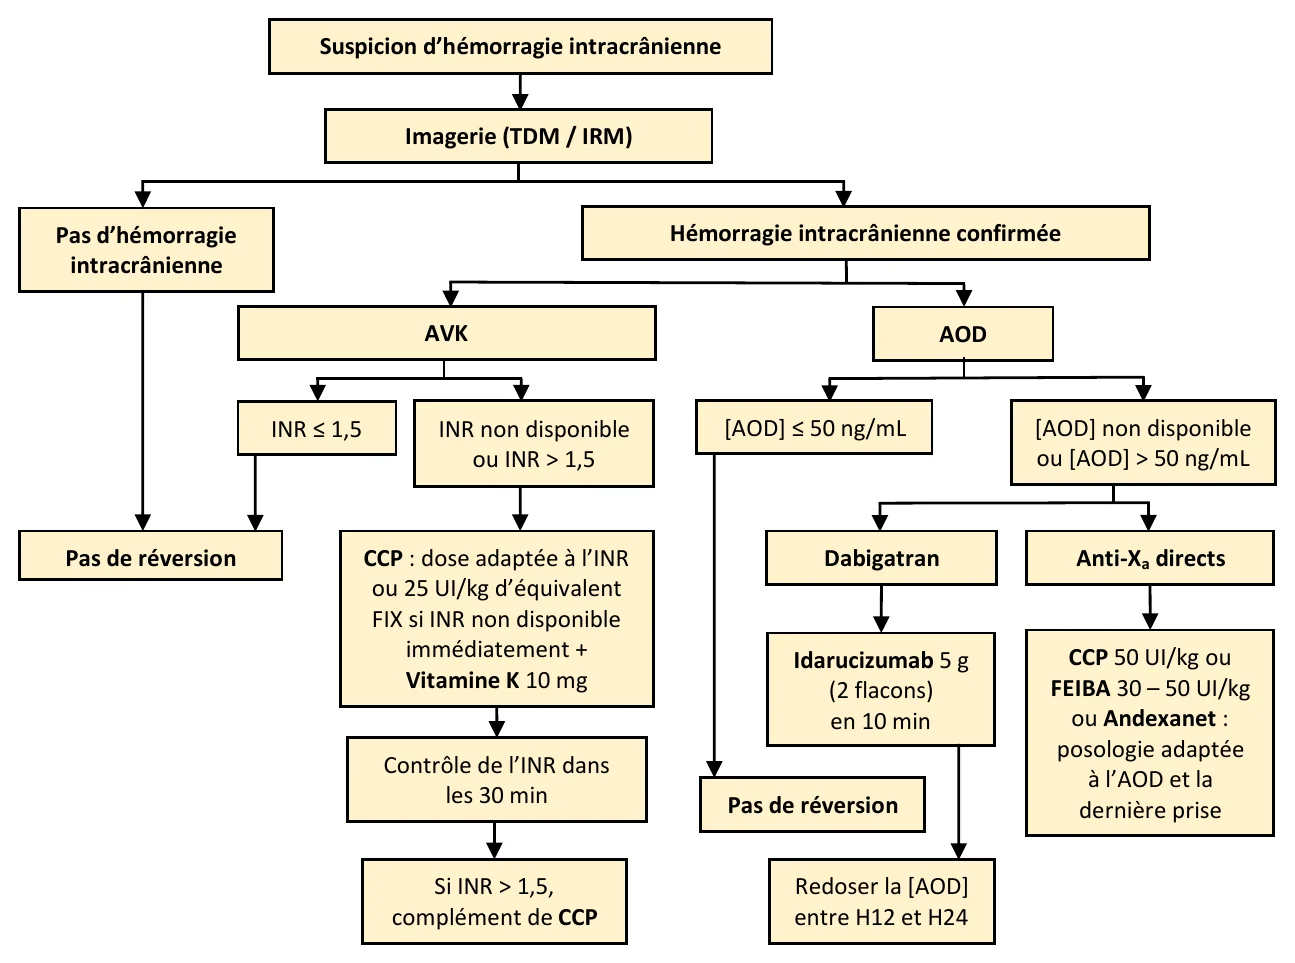 Suspicion d’hémorragie intracrânienne
Imagerie (TDM / IRM)
Pas d’hémorragie
intracrânienne
Hémorragie intracrânienne confirmée
AVK
AOD
INR ≤ 1,5
INR non disponible
ou INR > 1,5
[AOD] ≤ 50 ng/mL
[AOD] non disponible
ou [AOD] > 50 ng/mL
Pas de réversion
CCP : dose adaptée à l’INR
ou 25 UI/kg d’équivalent
FIX si INR non disponible
immédiatement +
Vitamine K 10 mg
Dabigatran
Anti-Xₐ directs
Idarucizumab 5 g
(2 flacons)
en 10 min
CCP 50 UI/kg ou
FEIBA 30 – 50 UI/kg
ou Andexanet :
posologie adaptée
à l’AOD et la
dernière prise
Contrôle de l’INR dans
les 30 min
Pas de réversion
Si INR > 1,5,
complément de CCP
Redoser la [AOD]
entre H12 et H24